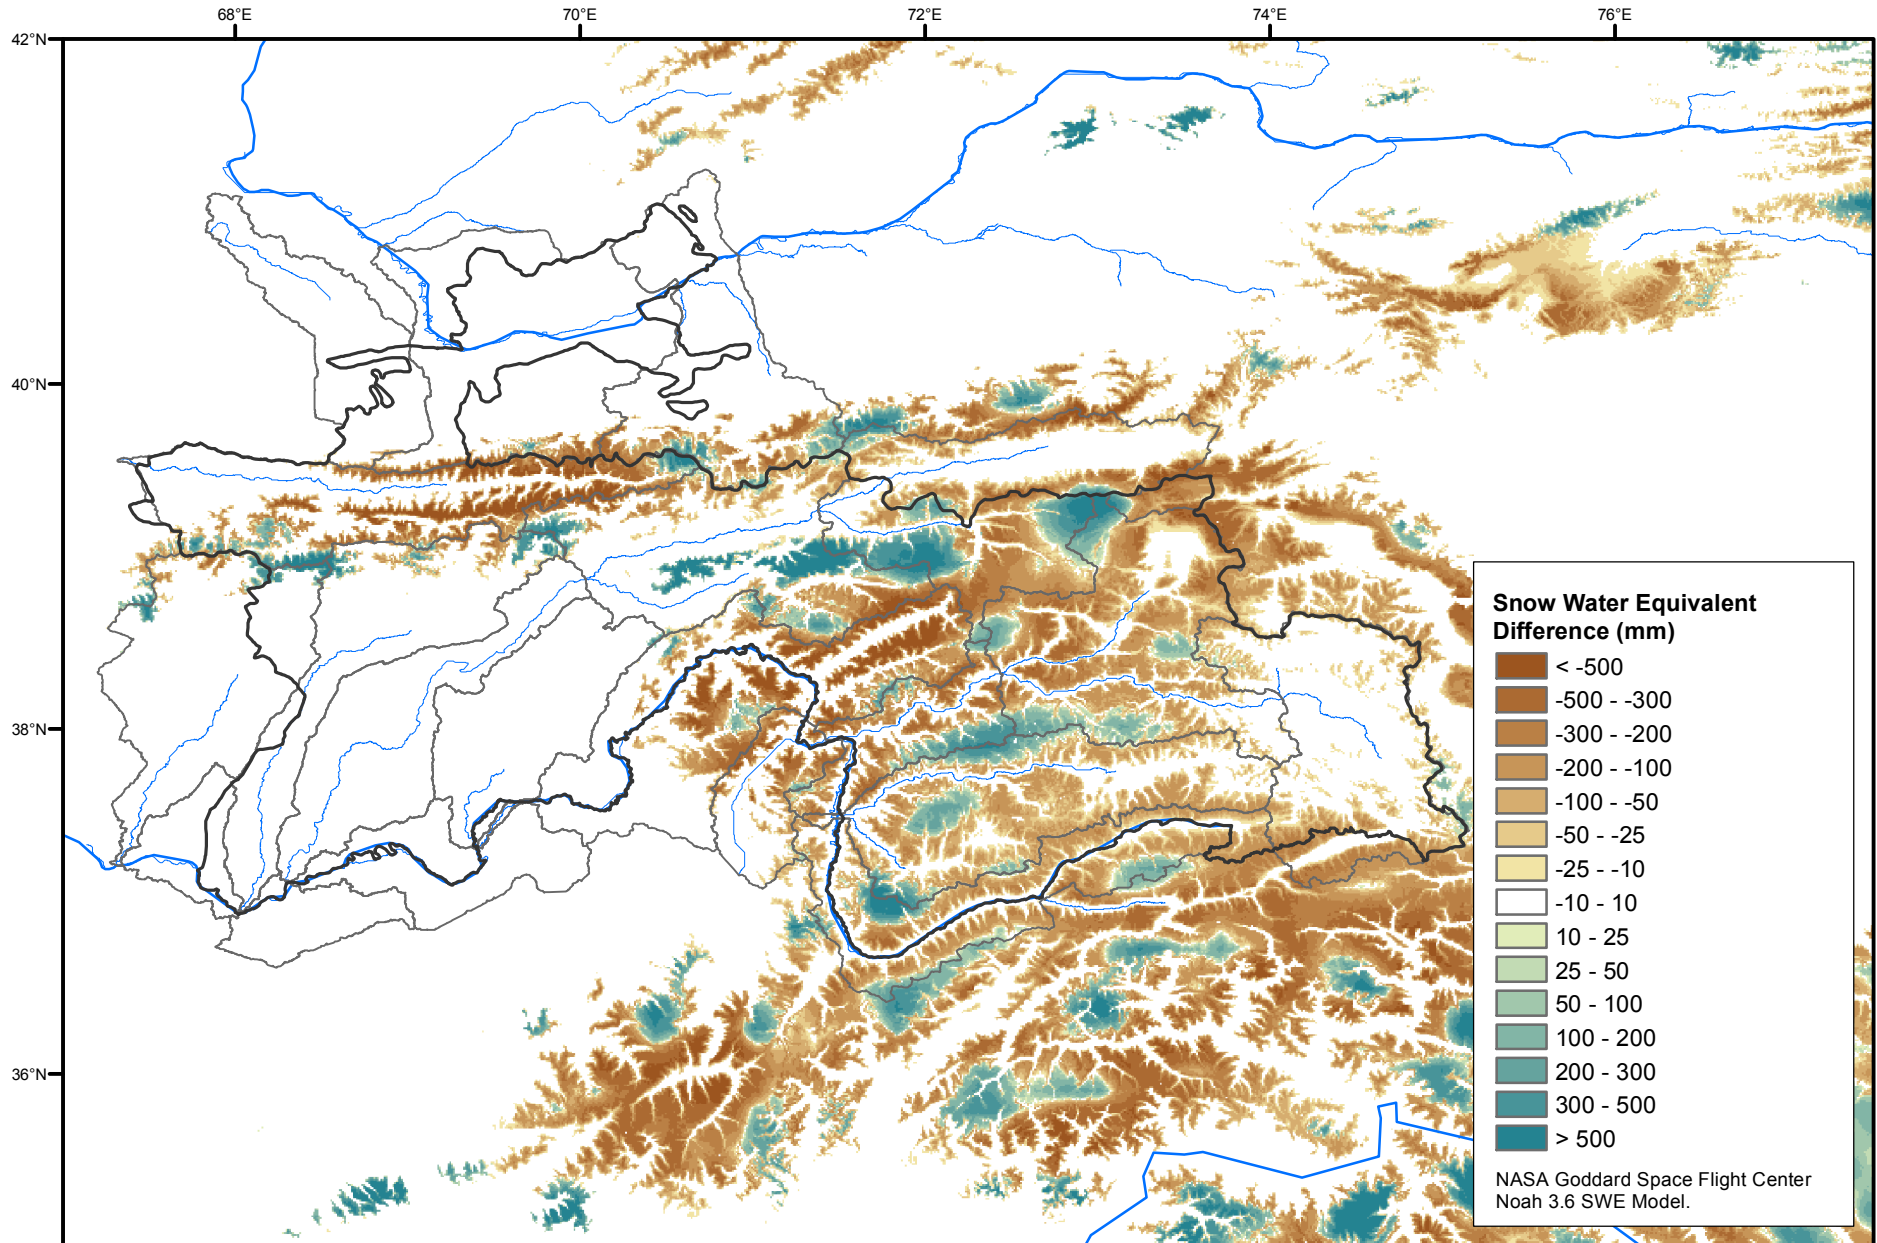 68°E
70°E
72°E
74°E
76°E
42°N
40°N
38°N
36°N
Snow Water Equivalent
Difference (mm)
< -500
-500 - -300
-300 - -200
-200 - -100
-100 - -50
-50 - -25
-25 - -10
-10 - 10
10 - 25
25 - 50
50 - 100
100 - 200
200 - 300
300 - 500
> 500
NASA Goddard Space Flight Center
Noah 3.6 SWE Model.